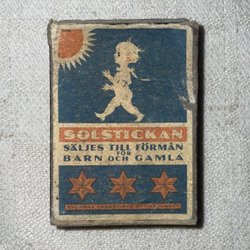 SOLSTICKAN
SÄLJES TILL FÖRMÅN
FÖR
BARN OCH GAMLA